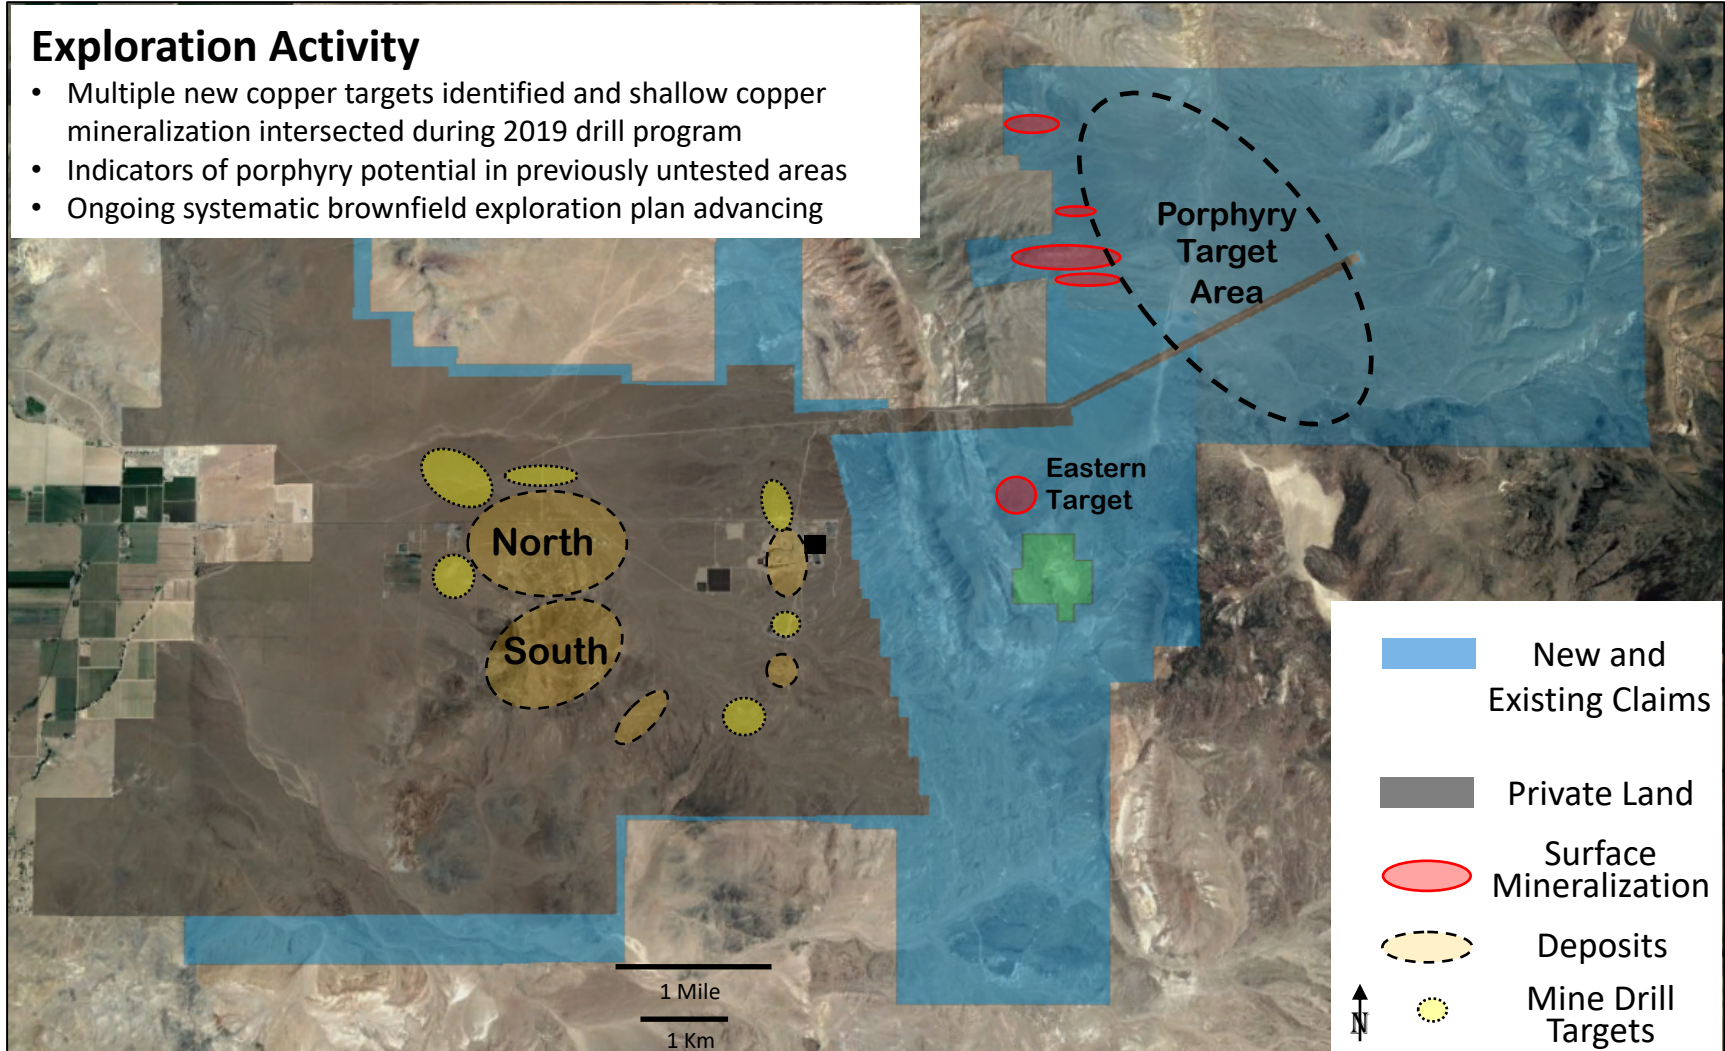 Exploration Activity
• Multiple new copper targets identified and shallow copper
mineralization intersected during 2019 drill program
• Indicators of porphyry potential in previously untested areas
• Ongoing systematic brownfield exploration plan advancing
Porphyry
Target
Area
Eastern
Target
North
South
New and
Existing Claims
Private Land
Surface
Mineralization
Deposits
Mine Drill
Targets
N
1 Mile
1 Km